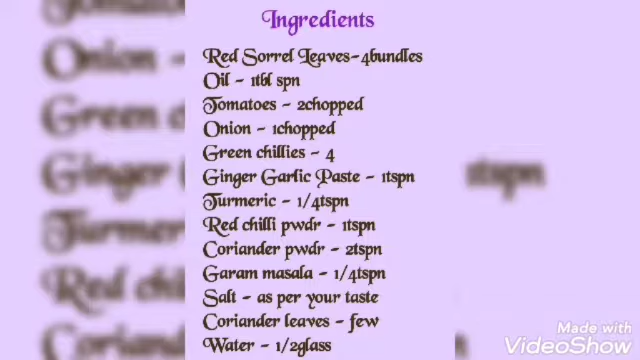 Ingredients
Red Sorrel Leaves-4bundles
Oil - 1tbl spn
Tomatoes - 2chopped
Onion - 1chopped
Green chillies - 4
Ginger Garlic Paste - 1tspn
Turmeric - 1/4tspn
Red chilli pwdr - 1tspn
Coriander pwdr - 2tspn
Garam masala - 1/4tspn
Salt - as per your taste
Coriander leaves - few
Water - 1/2glass
Made with
VideoShow